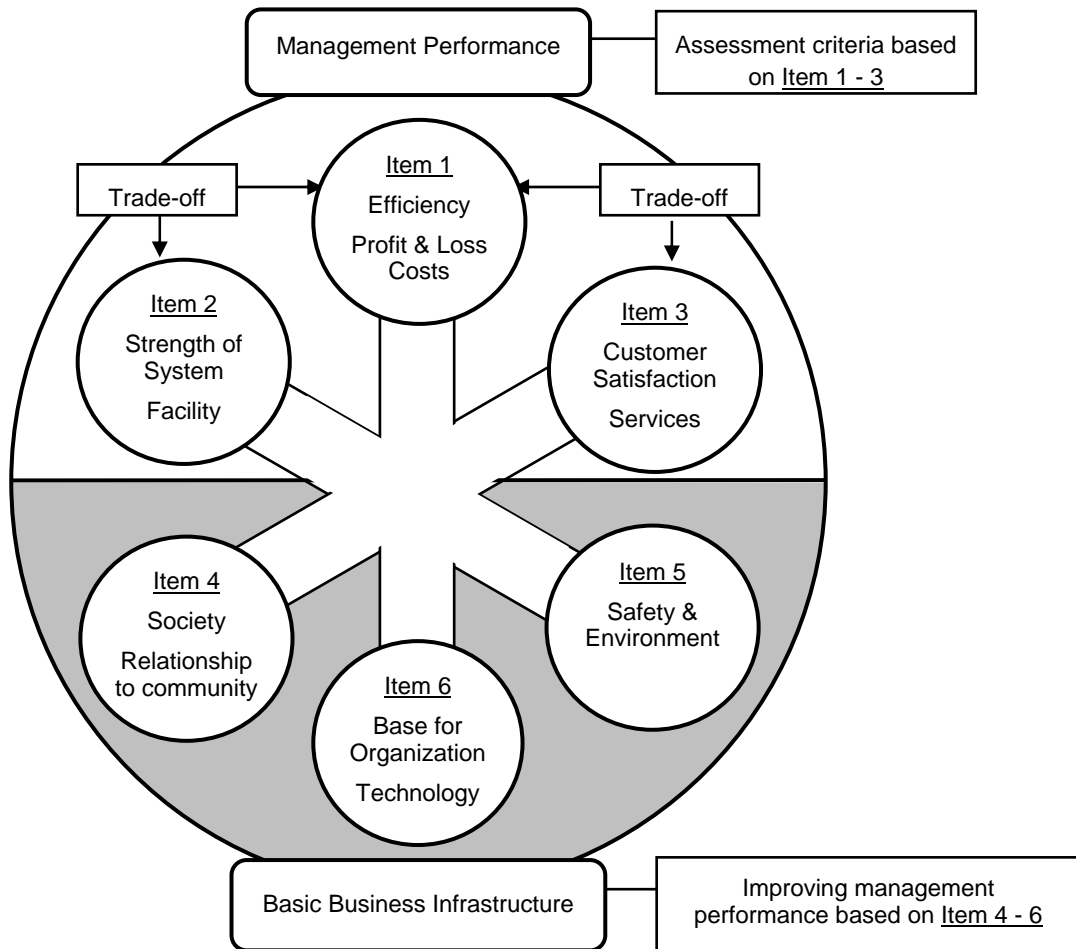 Management Performance
Assessment criteria based
on Item 1 - 3
Item 1
Efficiency
Profit & Loss
Costs
Trade-off
Trade-off
Item 2
Strength of
System
Facility
Item 3
Customer
Satisfaction
Services
Item 4
Society
Relationship
to community
Item 5
Safety &
Environment
Item 6
Base for
Organization
Technology
Basic Business Infrastructure
Improving management
performance based on Item 4 - 6